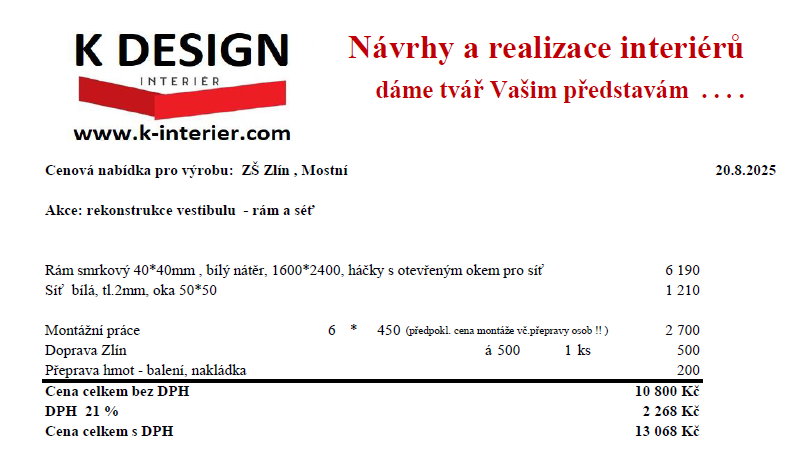 K DESIGN
INTERIÉR
www.k-interier.com
Návrhy a realizace interiérů
dáme tvář Vašim představám . . . .
Cenová nabídka pro výrobu: ZŠ Zlín , Mostní 20.8.2025
Akce: rekonstrukce vestibulu - rám a séť
Rám smrkový 40*40mm , bílý nátěr, 1600*2400, háčky s otevřeným okem pro síť 6 190
Síť bílá, tl.2mm, oka 50*50 1 210
Montážní práce 6 * 450 (předpokl. cena montáže vč.přepravy osob !! ) 2 700
Doprava Zlín á 500 1 ks 500
Přeprava hmot - balení, nakládka 200
Cena celkem bez DPH 10 800 Kč
DPH 21 % 2 268 Kč
Cena celkem s DPH 13 068 Kč